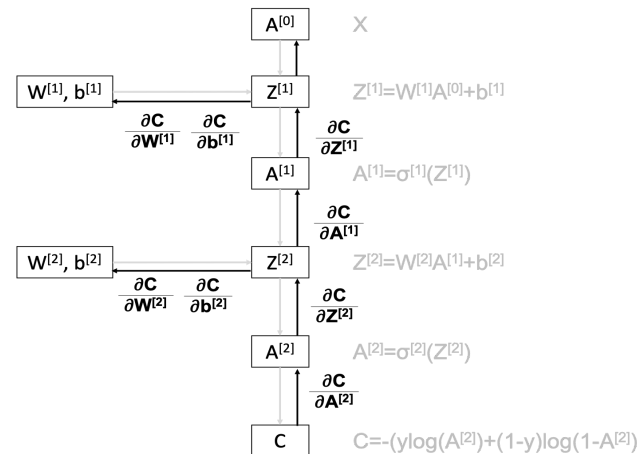 A[0] X
W[1], b[1] Z[1] Z[1]=W[1]A[0]+b[1]
∂C/∂W[1] ∂C/∂b[1] ∂C/∂Z[1]
A[1] A[1]=σ[1](Z[1])
∂C/∂A[1]
W[2], b[2] Z[2] Z[2]=W[2]A[1]+b[2]
∂C/∂W[2] ∂C/∂b[2] ∂C/∂Z[2]
A[2] A[2]=σ[2](Z[2])
∂C/∂A[2]
C C=-(ylog(A[2])+(1-y)log(1-A[2])